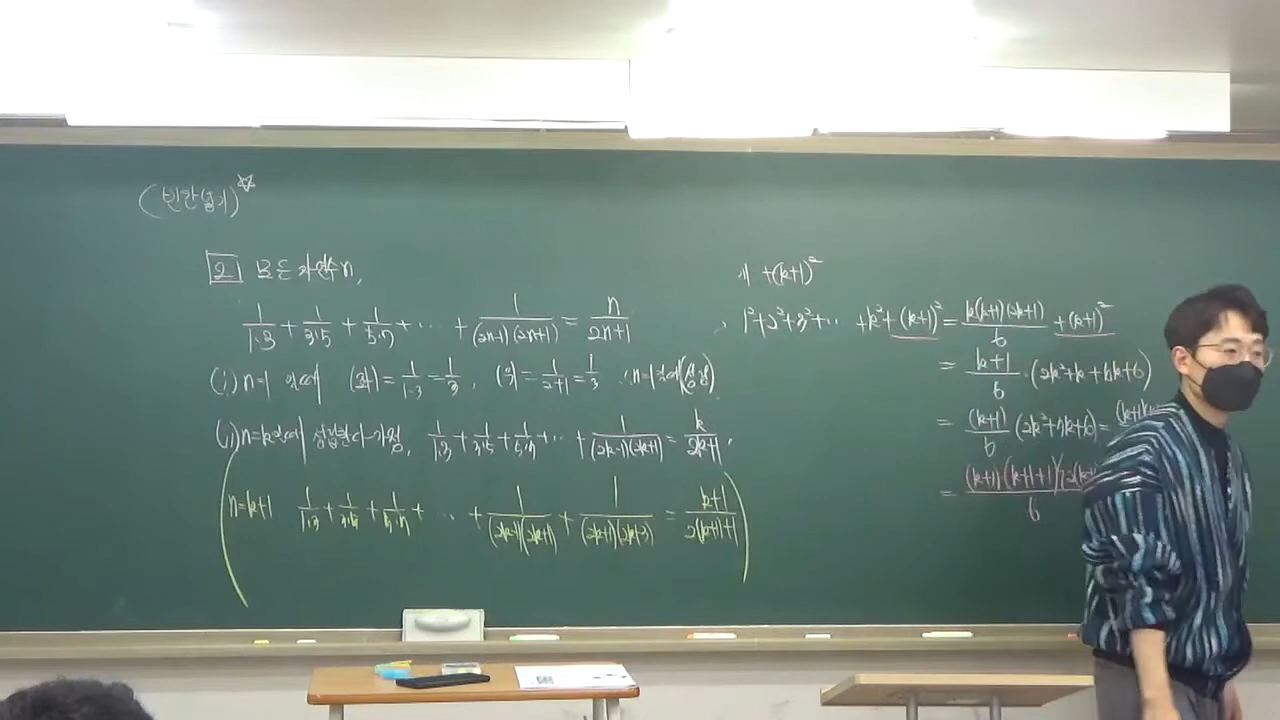 (빈칸 넣기)☆
2 모든 자연수 n,
1/(1·3) + 1/(3·5) + 1/(5·7) + ··· + 1/((2n-1)(2n+1)) = n/(2n+1)
(i) n=1 일 때 (좌) = 1/(1·3) = 1/3, (우) = 1/(2+1) = 1/3 ∴ n=1일 때 (성립)
(ii) n=k일 때 성립한다 가정, 1/(1·3) + 1/(3·5) + 1/(5·7) + ··· + 1/((2k-1)(2k+1)) = k/(2k+1).
n=k+1 1/(1·3) + 1/(3·5) + 1/(5·7) + ··· + 1/((2k-1)(2k+1)) + 1/((2k+1)(2k+3)) = (k+1)/(2(k+1)+1)
+(k+1)²
1²+2²+3²+ ··· +k²+(k+1)² = k(k+1)(2k+1)/6 + (k+1)²
= (k+1)/6 · (2k²+k+6k+6)
= (k+1)/6 (2k²+7k+6) =
= (k+1)(k+1+1)